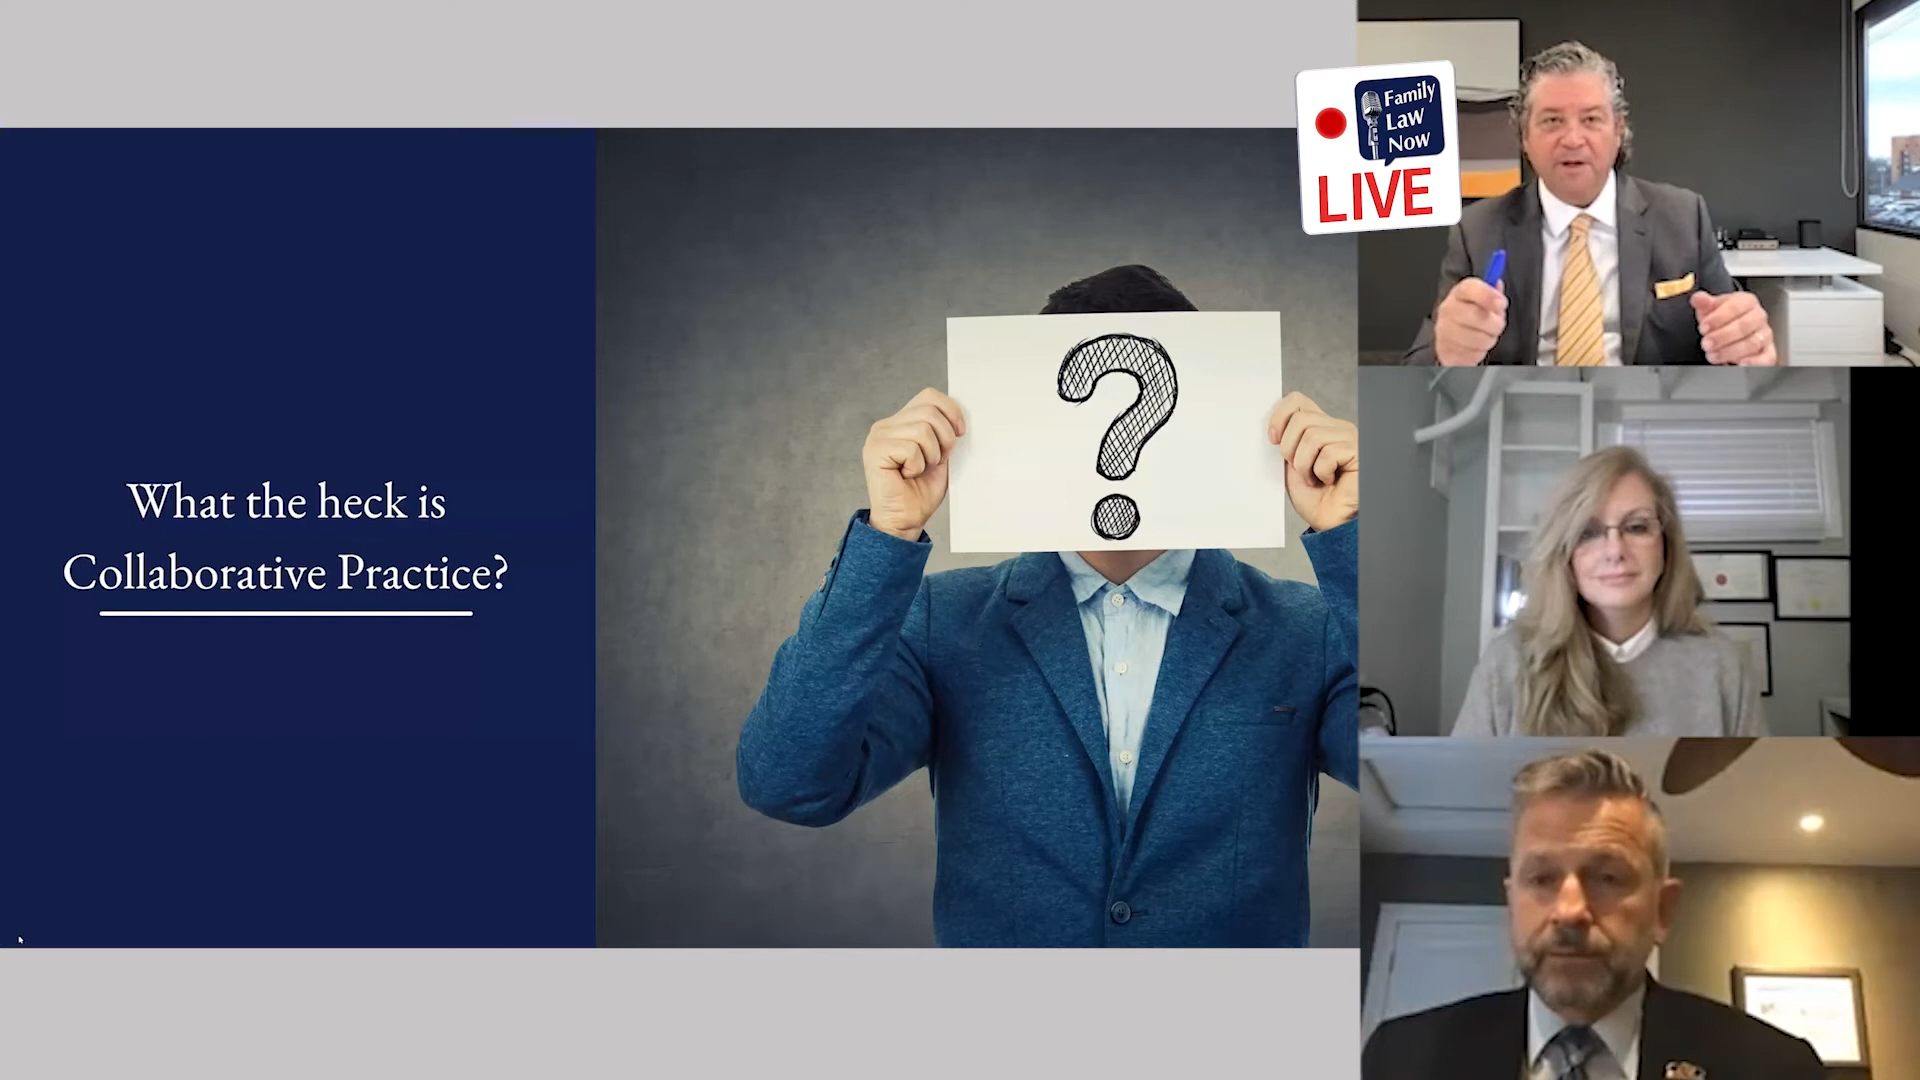 What the heck is
Collaborative Practice?
?
Family
Law
Now
LIVE